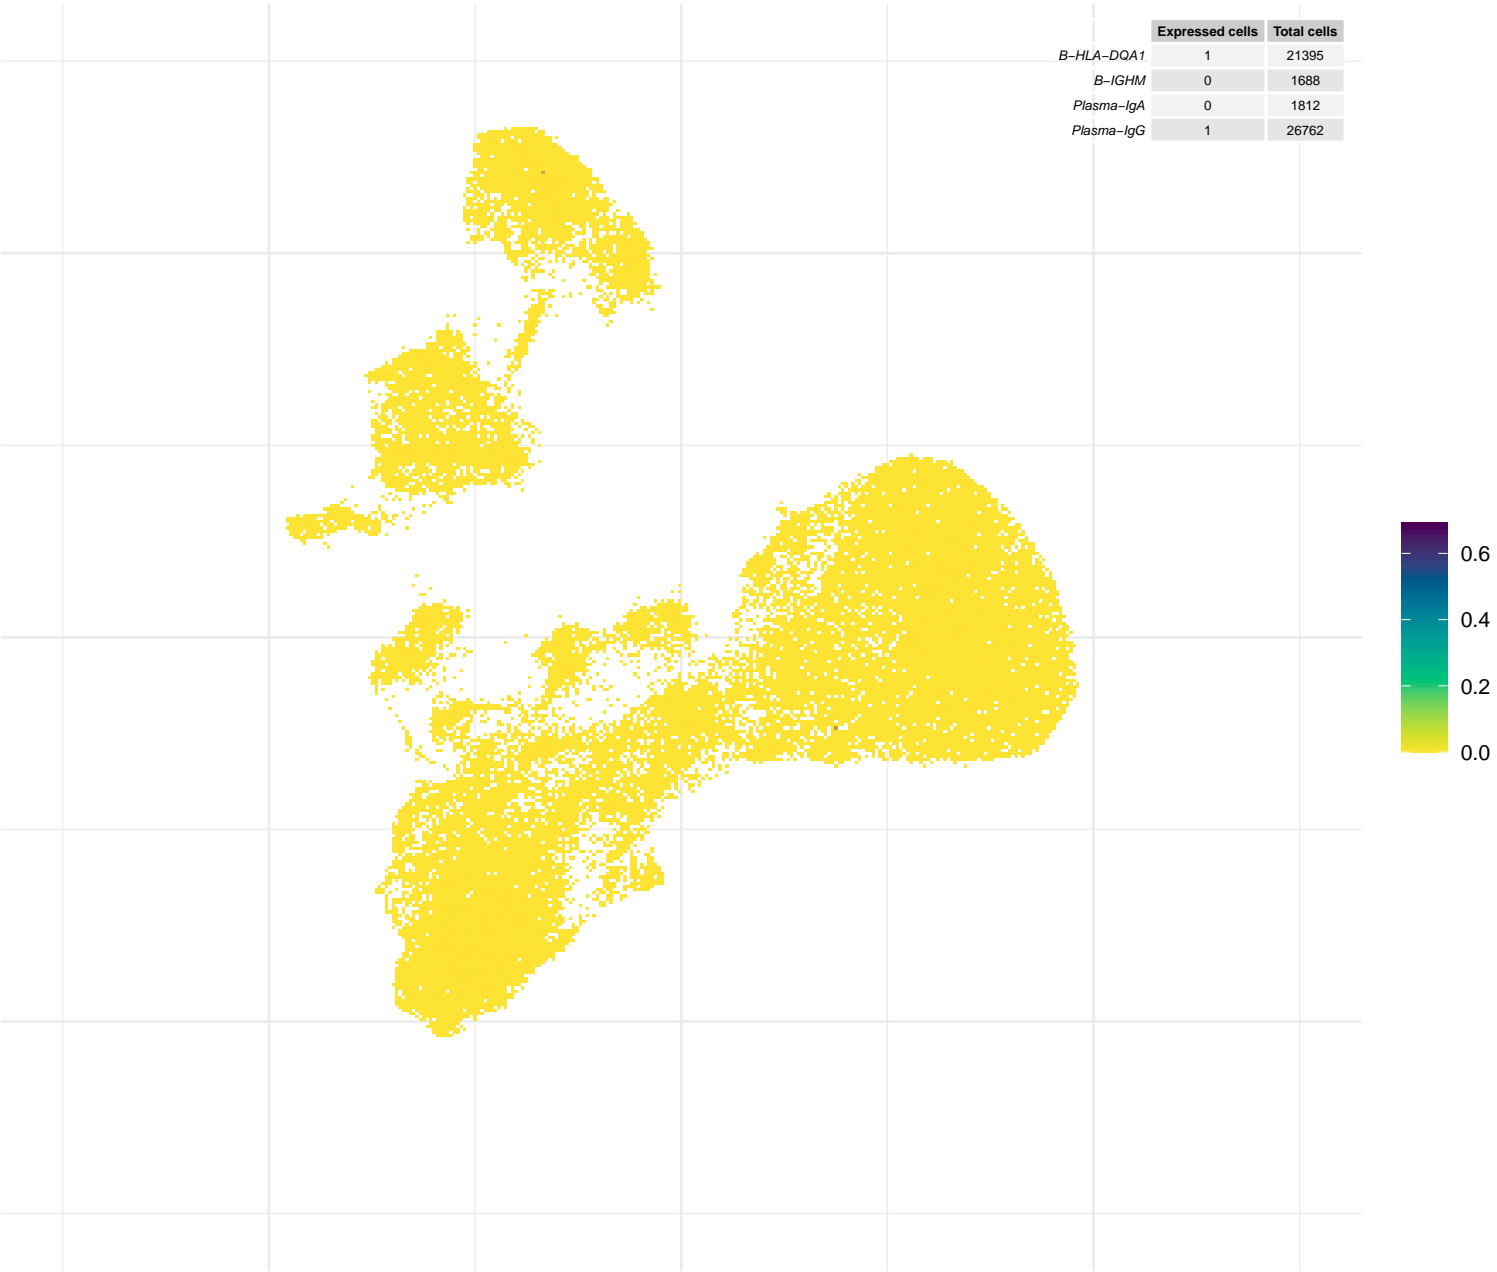 Expressed cells Total cells
B−HLA−DQA1 1 21395
B−IGHM 0 1688
Plasma−IgA 0 1812
Plasma−IgG 1 26762
0.6
0.4
0.2
0.0